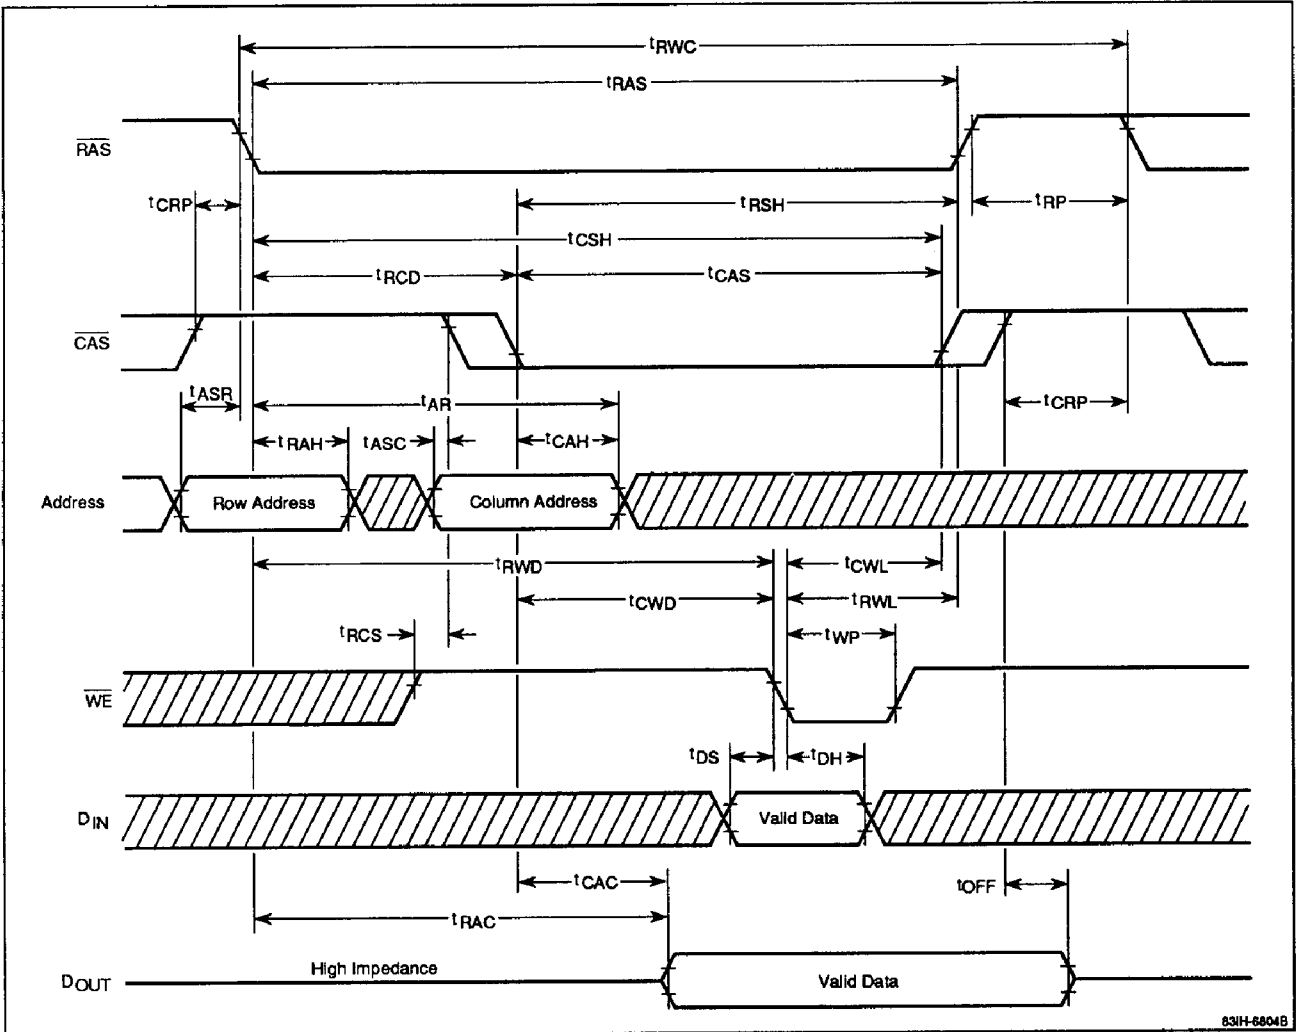 tRWC
tRAS
RAS
tCRP
tRSH
tRP
tCSH
tRCD
tCAS
CAS
tASR
tAR
tCRP
tRAH
tASC
tCAH
Address
Row Address
Column Address
tRWD
tCWL
tCWD
tRWL
tRCS
tWP
WE
tDS
tDH
DIN
Valid Data
tCAC
tOFF
tRAC
High Impedance
DOUT
Valid Data
83IH-6804B